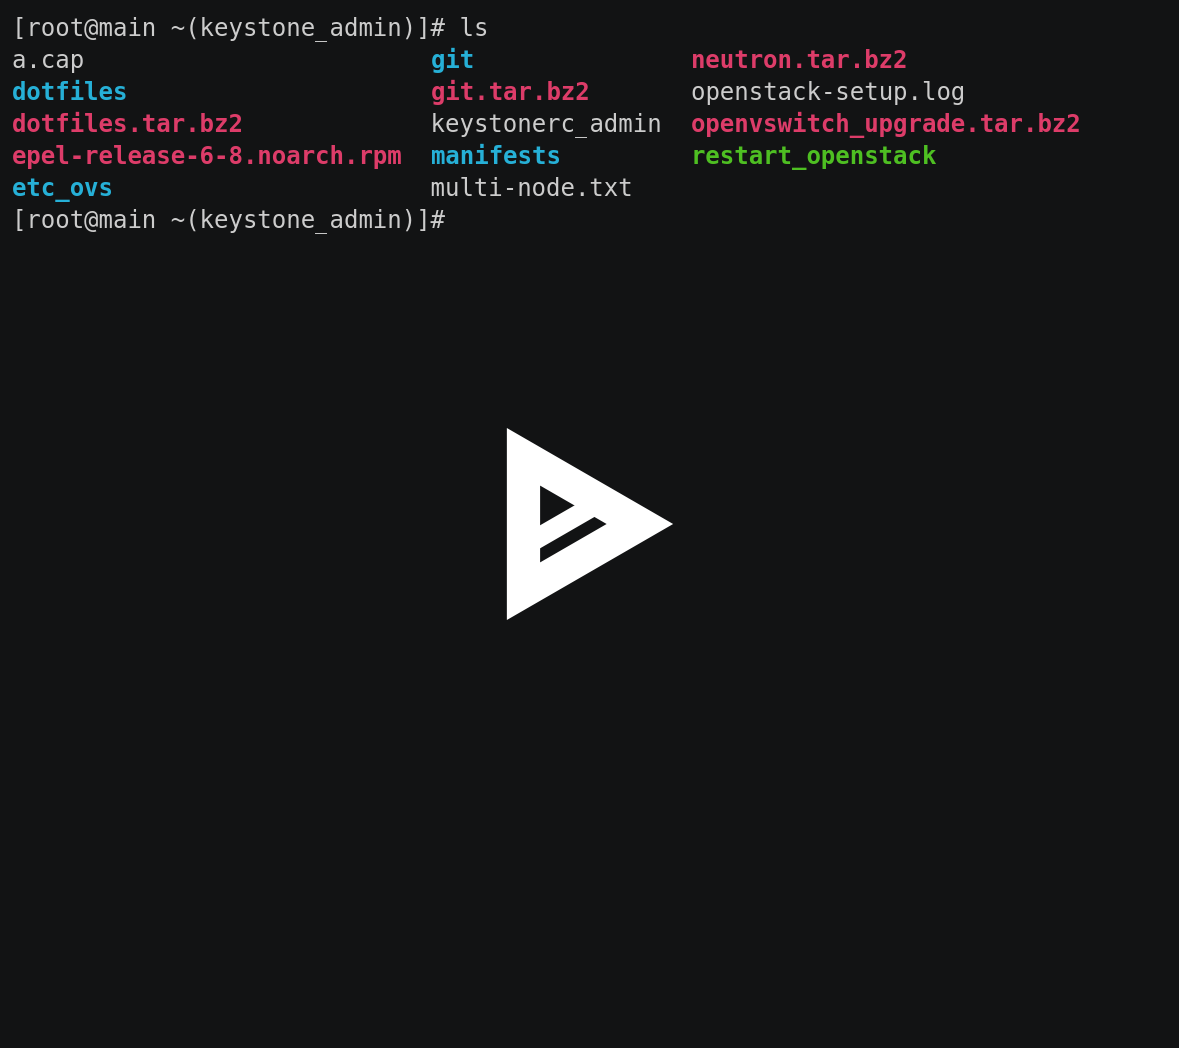 [root@main ~(keystone_admin)]# ls
a.cap                        git              neutron.tar.bz2
dotfiles                     git.tar.bz2      openstack-setup.log
dotfiles.tar.bz2             keystonerc_admin  openvswitch_upgrade.tar.bz2
epel-release-6-8.noarch.rpm  manifests        restart_openstack
etc_ovs                      multi-node.txt
[root@main ~(keystone_admin)]#